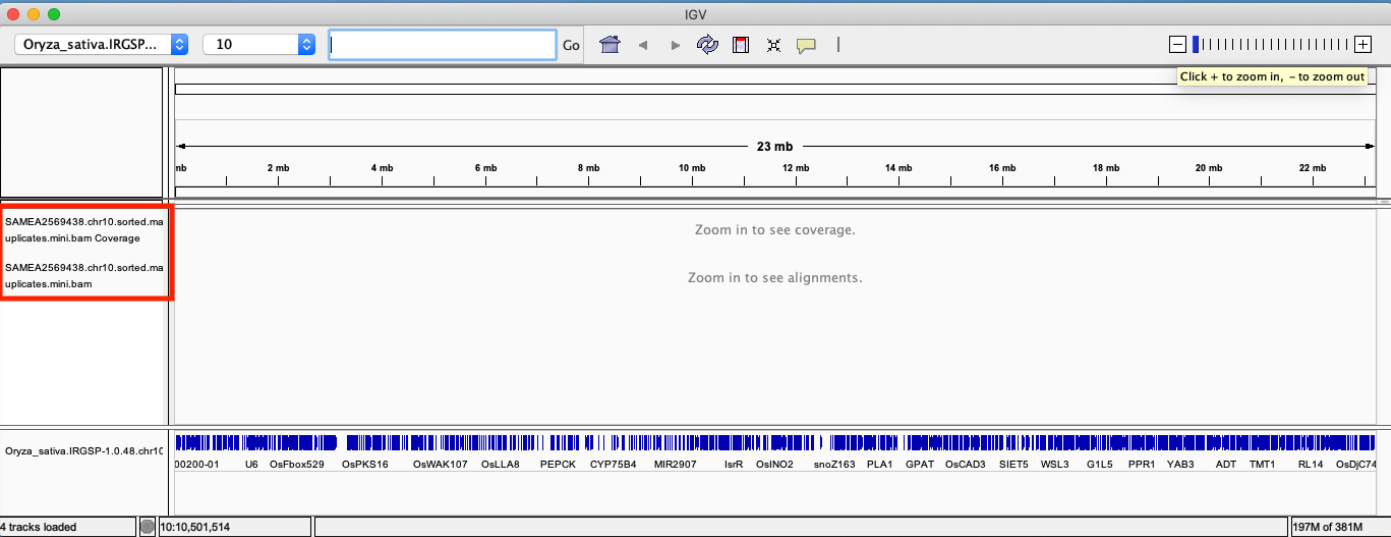 IGV
Oryza_sativa.IRGSP... 10 Go
Click + to zoom in, – to zoom out
23 mb
mb 2 mb 4 mb 6 mb 8 mb 10 mb 12 mb 14 mb 16 mb 18 mb 20 mb 22 mb
SAMEA2569438.chr10.sorted.ma
uplicates.mini.bam Coverage
Zoom in to see coverage.
SAMEA2569438.chr10.sorted.ma
uplicates.mini.bam
Zoom in to see alignments.
Oryza_sativa.IRGSP-1.0.48.chr10
00200-01 U6 OsFbox529 OsPKS16 OsWAK107 OsLLA8 PEPCK CYP75B4 MIR2907 IsrR OsINO2 snoZ163 PLA1 GPAT OsCAD3 SIET5 WSL3 G1L5 PPR1 YAB3 ADT TMT1 RL14 OsDjC74
4 tracks loaded 10:10,501,514 197M of 381M